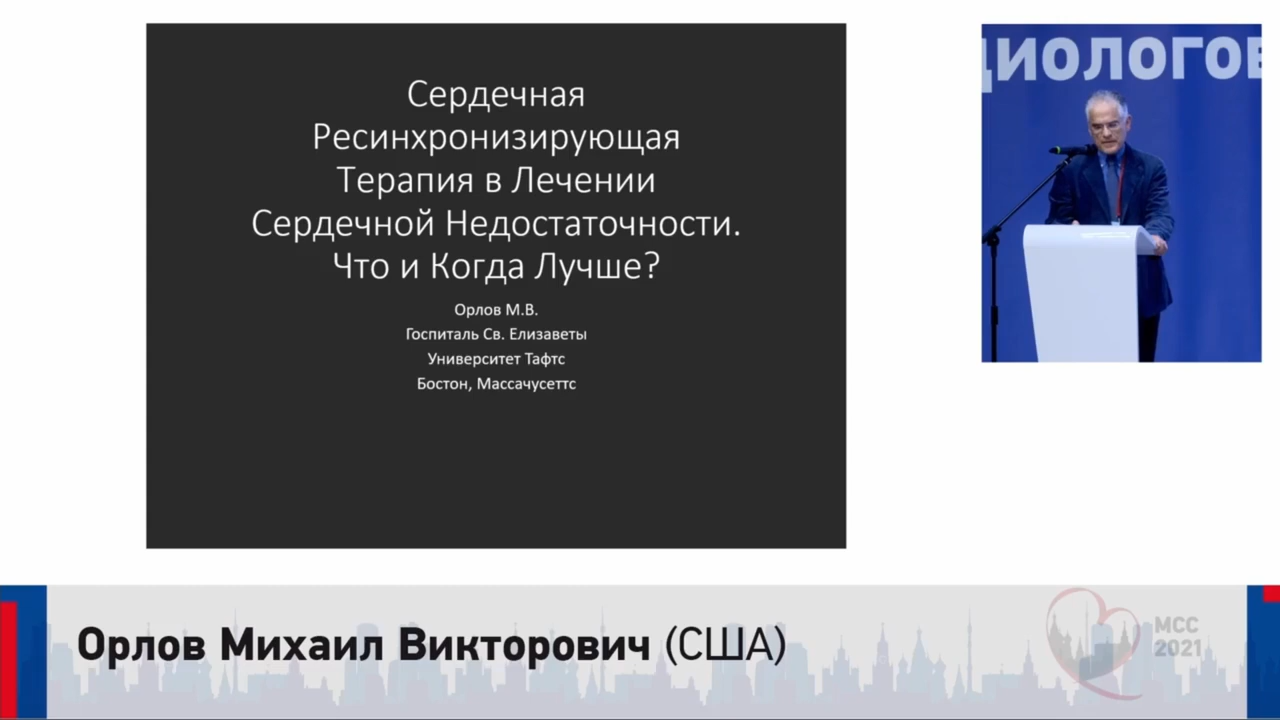 Сердечная
Ресинхронизирующая
Терапия в Лечении
Сердечной Недостаточности.
Что и Когда Лучше?
Орлов М.В.
Госпиталь Св. Елизаветы
Университет Тафтс
Бостон, Массачусеттс
диологов
Орлов Михаил Викторович (США)
МСС
2021